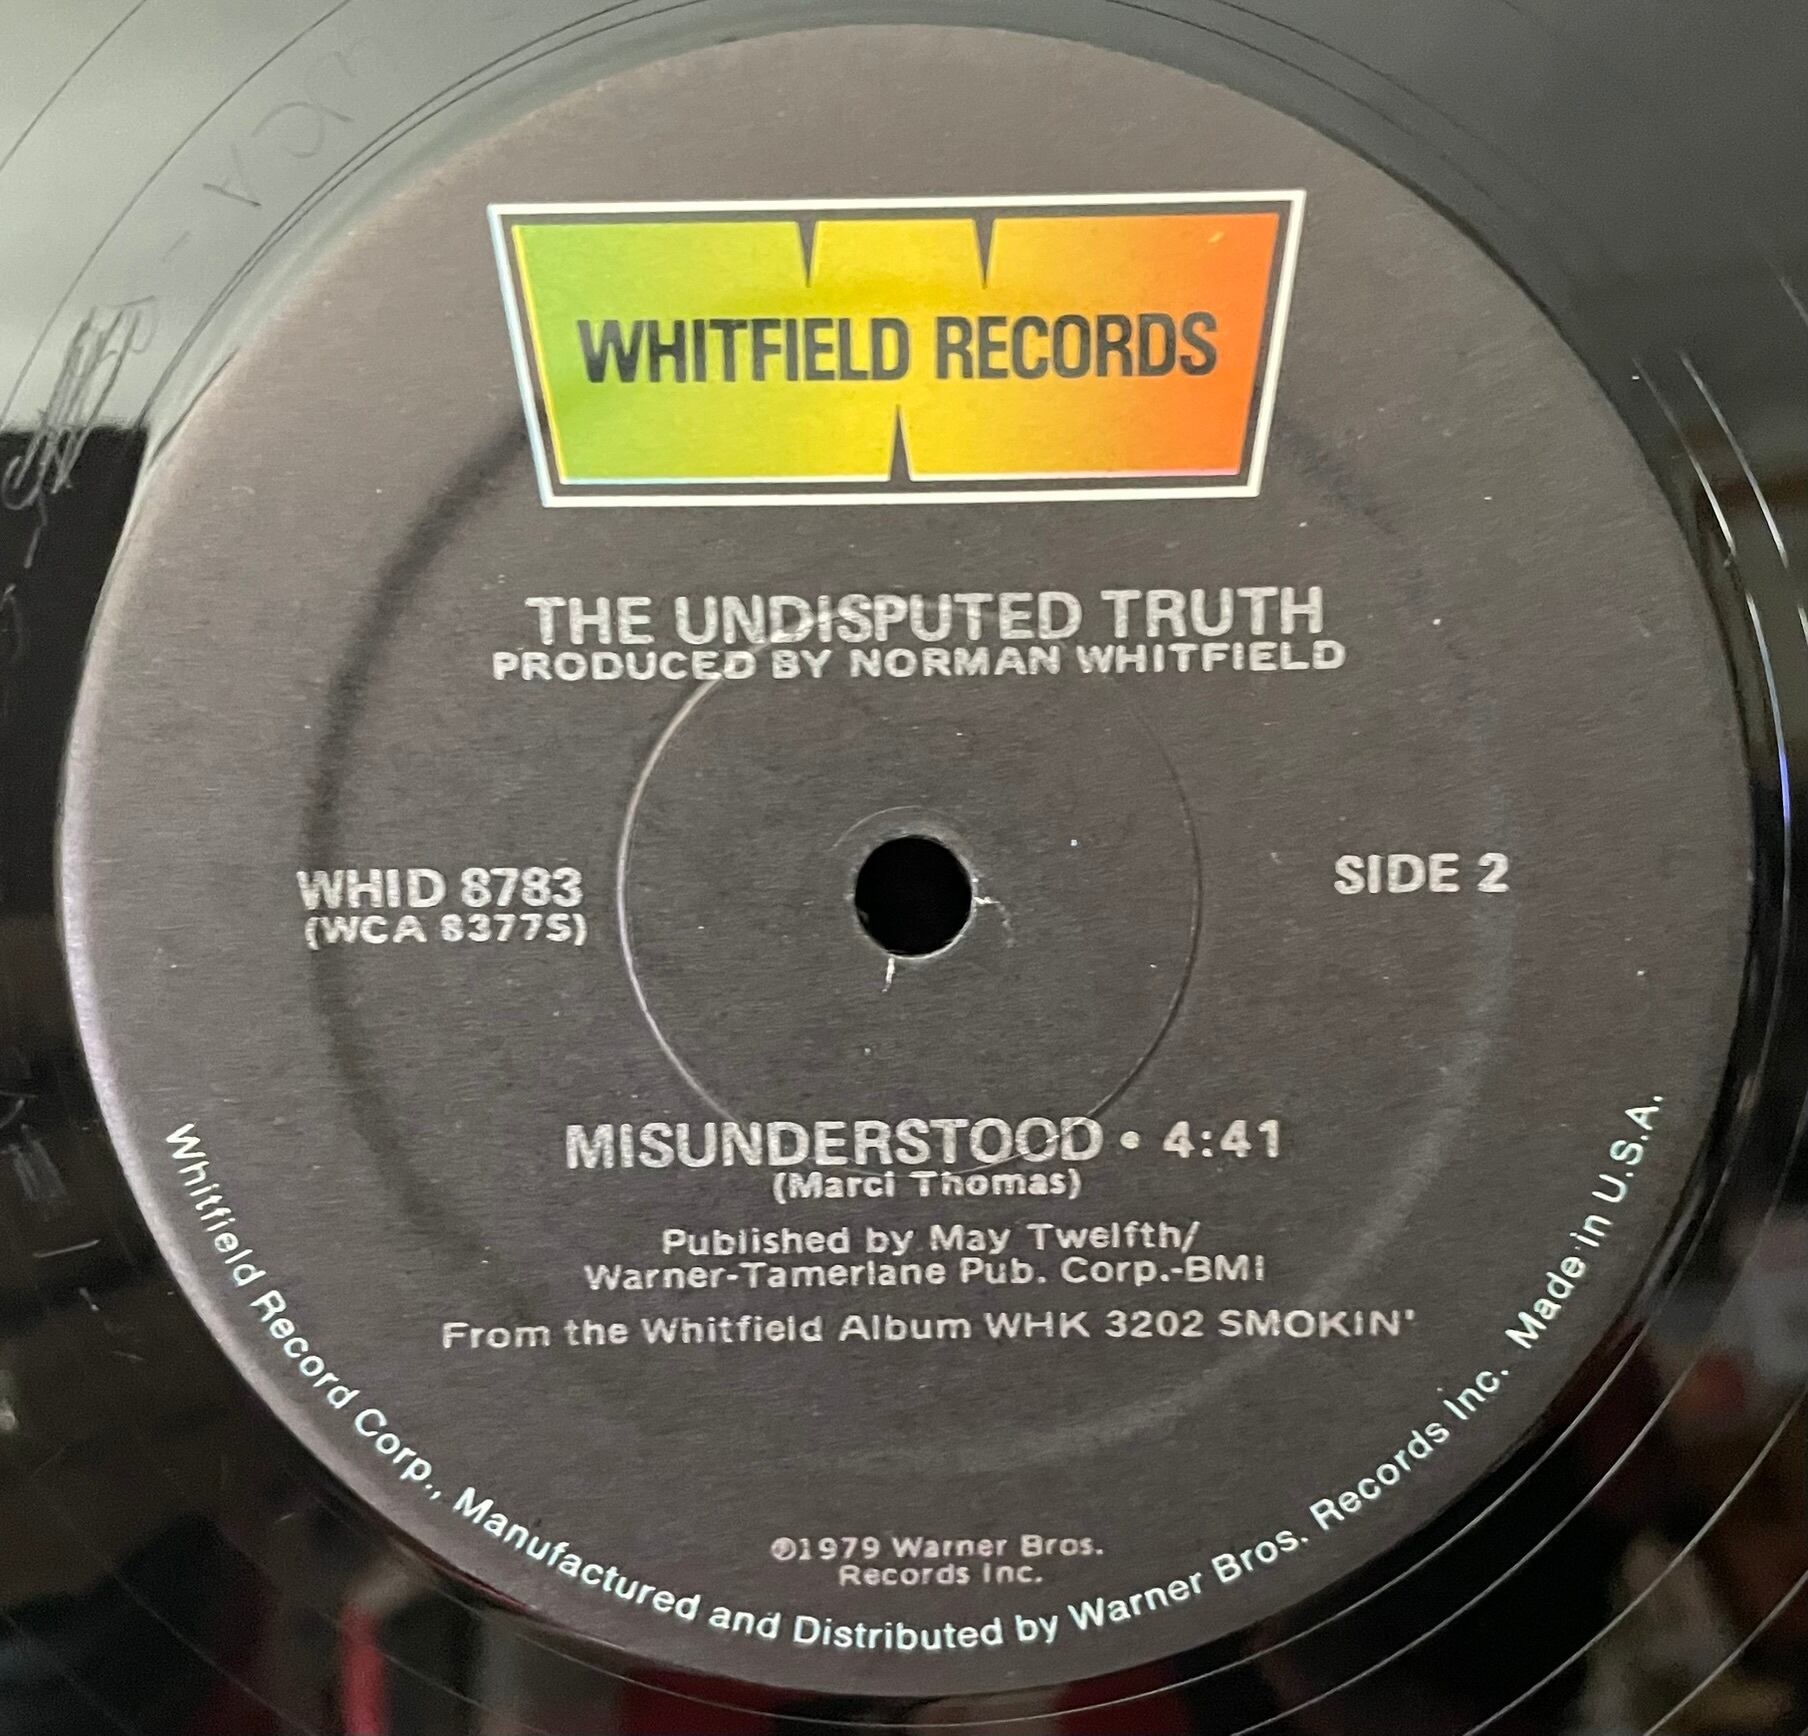 WHITFIELD RECORDS
THE UNDISPUTED TRUTH
PRODUCED BY NORMAN WHITFIELD
WHID 8783
(WCA 8377S)
SIDE 2
MISUNDERSTOOD • 4:41
(Marci Thomas)
Published by May Twelfth/
Warner-Tamerlane Pub. Corp.-BMI
From the Whitfield Album WHK 3202 SMOKIN'
℗1979 Warner Bros.
Records Inc.
Whitfield Record Corp., Manufactured and Distributed by Warner Bros. Records Inc. Made in U.S.A.